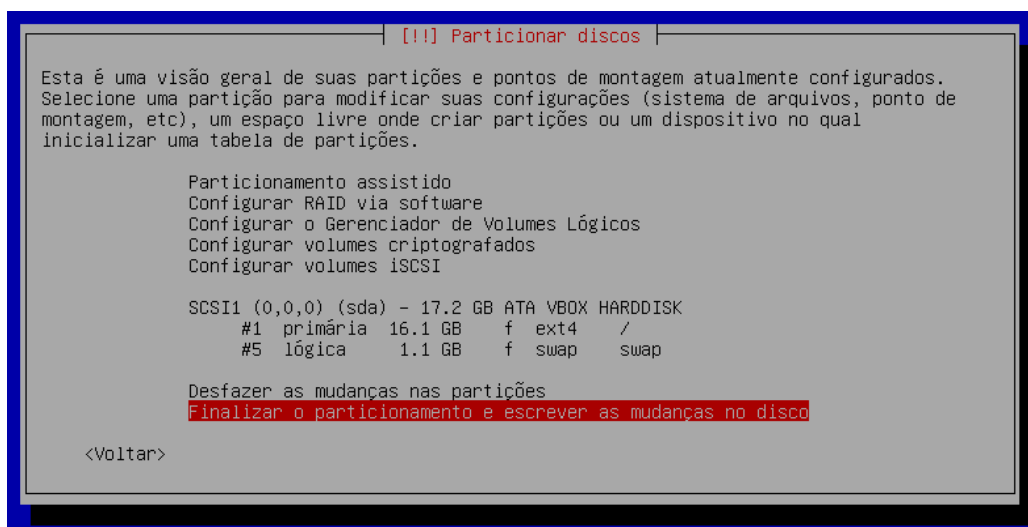 [!!] Particionar discos
Esta é uma visão geral de suas partições e pontos de montagem atualmente configurados.
Selecione uma partição para modificar suas configurações (sistema de arquivos, ponto de
montagem, etc), um espaço livre onde criar partições ou um dispositivo no qual
inicializar uma tabela de partições.
Particionamento assistido
Configurar RAID via software
Configurar o Gerenciador de Volumes Lógicos
Configurar volumes criptografados
Configurar volumes iSCSI
SCSI1 (0,0,0) (sda) - 17.2 GB ATA VBOX HARDDISK
#1 primária 16.1 GB f ext4 /
#5 lógica 1.1 GB f swap swap
Desfazer as mudanças nas partições
Finalizar o particionamento e escrever as mudanças no disco
<Voltar>